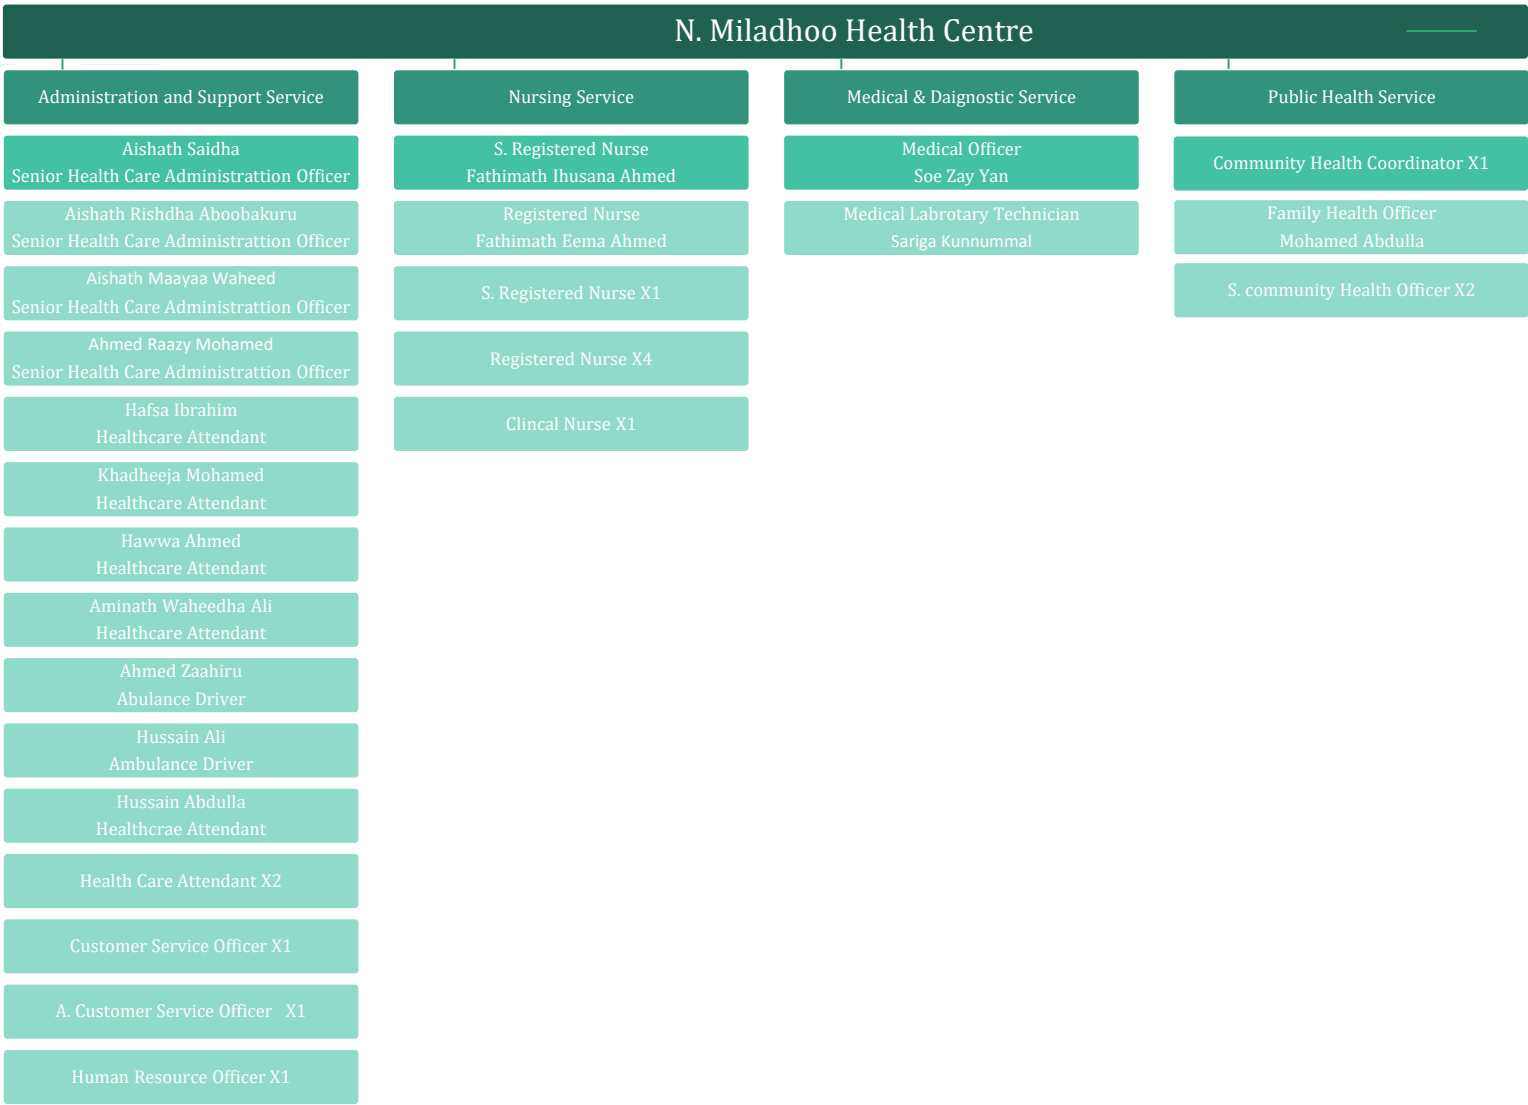 N. Miladhoo Health Centre
Administration and Support Service
Aishath Saidha
Senior Health Care Administrattion Officer
Aishath Rishdha Aboobakuru
Senior Health Care Administrattion Officer
Aishath Maayaa Waheed
Senior Health Care Administrattion Officer
Ahmed Raazy Mohamed
Senior Health Care Administrattion Officer
Hafsa Ibrahim
Healthcare Attendant
Khadheeja Mohamed
Healthcare Attendant
Hawwa Ahmed
Healthcare Attendant
Aminath Waheedha Ali
Healthcare Attendant
Ahmed Zaahiru
Abulance Driver
Hussain Ali
Ambulance Driver
Hussain Abdulla
Healthcrae Attendant
Health Care Attendant X2
Customer Service Officer X1
A. Customer Service Officer X1
Human Resource Officer X1
Nursing Service
S. Registered Nurse
Fathimath Ihusana Ahmed
Registered Nurse
Fathimath Eema Ahmed
S. Registered Nurse X1
Registered Nurse X4
Clincal Nurse X1
Medical & Daignostic Service
Medical Officer
Soe Zay Yan
Medical Labrotary Technician
Sariga Kunnummal
Public Health Service
Community Health Coordinator X1
Family Health Officer
Mohamed Abdulla
S. community Health Officer X2